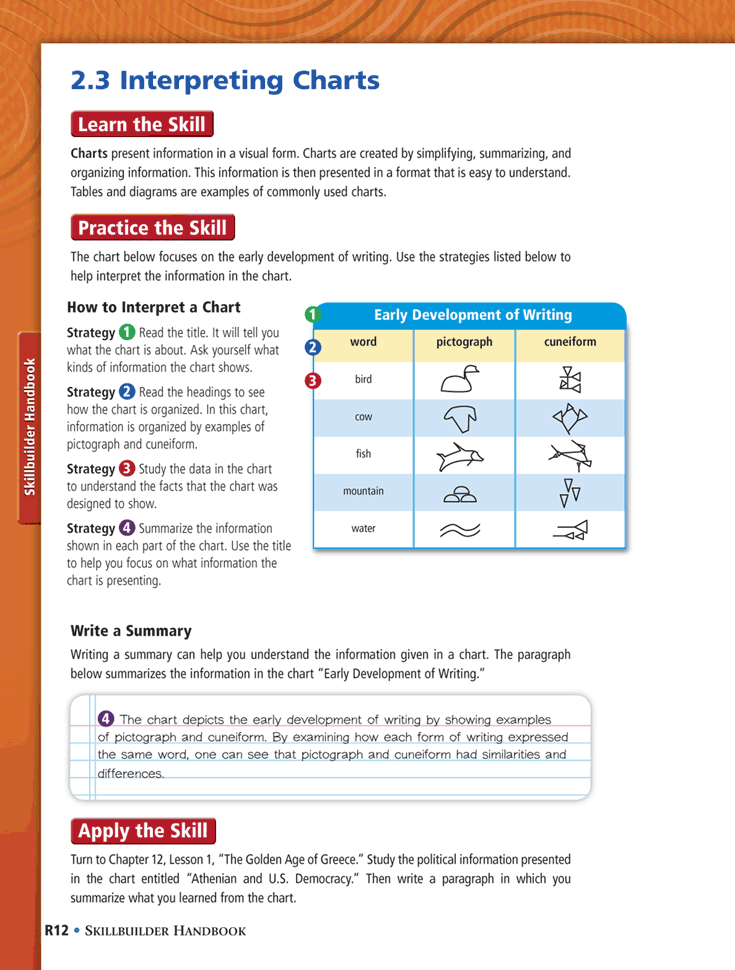 2.3 Interpreting Charts
Learn the Skill
Charts present information in a visual form. Charts are created by simplifying, summarizing, and
organizing information. This information is then presented in a format that is easy to understand.
Tables and diagrams are examples of commonly used charts.
Practice the Skill
The chart below focuses on the early development of writing. Use the strategies listed below to
help interpret the information in the chart.
How to Interpret a Chart
Strategy 1 Read the title. It will tell you
what the chart is about. Ask yourself what
kinds of information the chart shows.
Strategy 2 Read the headings to see
how the chart is organized. In this chart,
information is organized by examples of
pictograph and cuneiform.
Strategy 3 Study the data in the chart
to understand the facts that the chart was
designed to show.
Strategy 4 Summarize the information
shown in each part of the chart. Use the title
to help you focus on what information the
chart is presenting.
1 Early Development of Writing
2 word pictograph cuneiform
3 bird
cow
fish
mountain
water
Skillbuilder Handbook
Write a Summary
Writing a summary can help you understand the information given in a chart. The paragraph
below summarizes the information in the chart “Early Development of Writing.”
4 The chart depicts the early development of writing by showing examples
of pictograph and cuneiform. By examining how each form of writing expressed
the same word, one can see that pictograph and cuneiform had similarities and
differences.
Apply the Skill
Turn to Chapter 12, Lesson 1, “The Golden Age of Greece.” Study the political information presented
in the chart entitled “Athenian and U.S. Democracy.” Then write a paragraph in which you
summarize what you learned from the chart.
R12 • SKILLBUILDER HANDBOOK